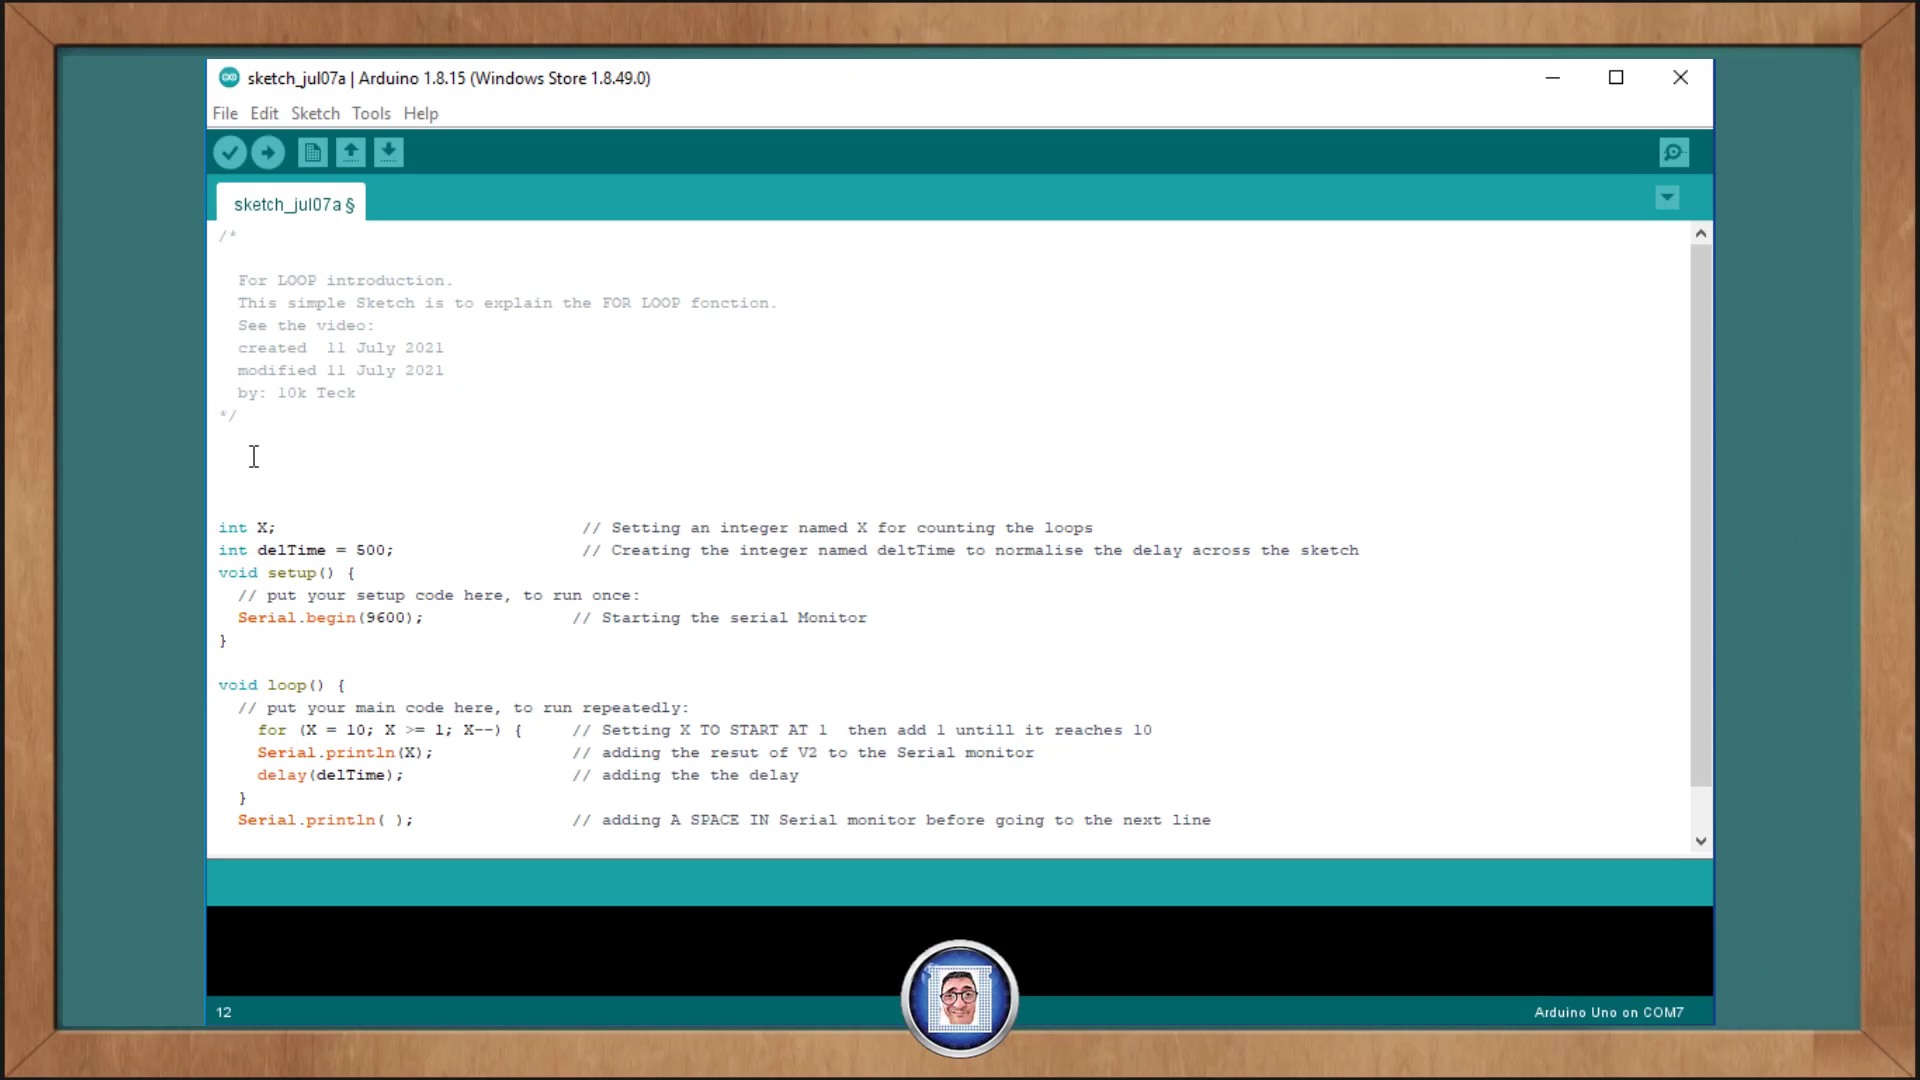 sketch_jul07a | Arduino 1.8.15 (Windows Store 1.8.49.0)
File Edit Sketch Tools Help
sketch_jul07a §
/*
For LOOP introduction.
This simple Sketch is to explain the FOR LOOP fonction.
See the video:
created  11 July 2021
modified 11 July 2021
by: 10k Teck
*/
int X; // Setting an integer named X for counting the loops
int delTime = 500; // Creating the integer named deltTime to normalise the delay across the sketch
void setup() {
// put your setup code here, to run once:
Serial.begin(9600); // Starting the serial Monitor
}
void loop() {
// put your main code here, to run repeatedly:
for (X = 10; X >= 1; X--) { // Setting X TO START AT 1  then add 1 untill it reaches 10
Serial.println(X); // adding the resut of V2 to the Serial monitor
delay(delTime); // adding the the delay
}
Serial.println( ); // adding A SPACE IN Serial monitor before going to the next line
12
Arduino Uno on COM7